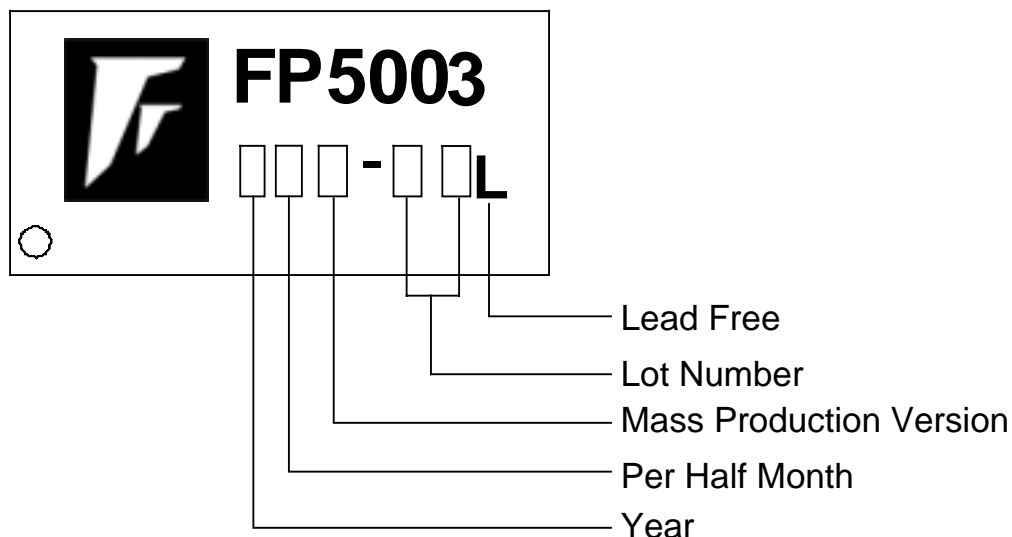 FP5003
- L
Lead Free
Lot Number
Mass Production Version
Per Half Month
Year